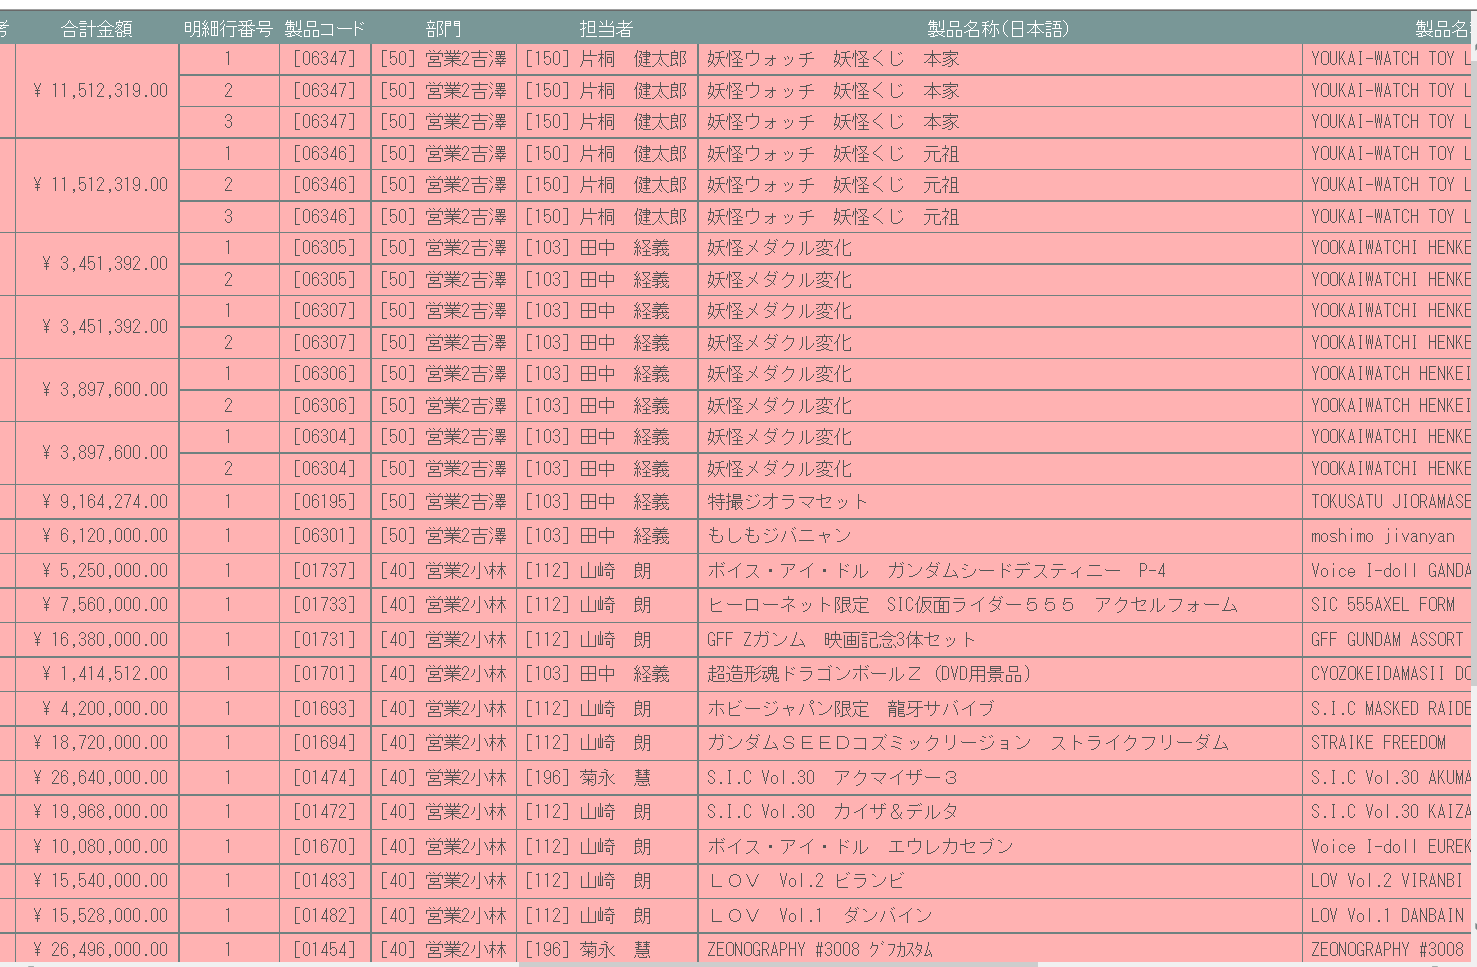 考 合計金額 明細行番号 製品コード 部門 担当者 製品名称(日本語) 製品名
¥ 11,512,319.00 1 [06347] [50] 営業2吉澤 [150] 片桐　健太郎 妖怪ウォッチ　妖怪くじ　本家 YOUKAI-WATCH TOY L
2 [06347] [50] 営業2吉澤 [150] 片桐　健太郎 妖怪ウォッチ　妖怪くじ　本家 YOUKAI-WATCH TOY L
3 [06347] [50] 営業2吉澤 [150] 片桐　健太郎 妖怪ウォッチ　妖怪くじ　本家 YOUKAI-WATCH TOY L
¥ 11,512,319.00 1 [06346] [50] 営業2吉澤 [150] 片桐　健太郎 妖怪ウォッチ　妖怪くじ　元祖 YOUKAI-WATCH TOY L
2 [06346] [50] 営業2吉澤 [150] 片桐　健太郎 妖怪ウォッチ　妖怪くじ　元祖 YOUKAI-WATCH TOY L
3 [06346] [50] 営業2吉澤 [150] 片桐　健太郎 妖怪ウォッチ　妖怪くじ　元祖 YOUKAI-WATCH TOY L
¥ 3,451,392.00 1 [06305] [50] 営業2吉澤 [103] 田中　経義 妖怪メダクル変化 YOOKAIWATCHI HENKE
2 [06305] [50] 営業2吉澤 [103] 田中　経義 妖怪メダクル変化 YOOKAIWATCHI HENKE
¥ 3,451,392.00 1 [06307] [50] 営業2吉澤 [103] 田中　経義 妖怪メダクル変化 YOOKAIWATCHI HENKE
2 [06307] [50] 営業2吉澤 [103] 田中　経義 妖怪メダクル変化 YOOKAIWATCHI HENKE
¥ 3,897,600.00 1 [06306] [50] 営業2吉澤 [103] 田中　経義 妖怪メダクル変化 YOOKAIWATCH HENKEI
2 [06306] [50] 営業2吉澤 [103] 田中　経義 妖怪メダクル変化 YOOKAIWATCH HENKEI
¥ 3,897,600.00 1 [06304] [50] 営業2吉澤 [103] 田中　経義 妖怪メダクル変化 YOOKAIWATCHI HENKE
2 [06304] [50] 営業2吉澤 [103] 田中　経義 妖怪メダクル変化 YOOKAIWATCHI HENKE
¥ 9,164,274.00 1 [06195] [50] 営業2吉澤 [103] 田中　経義 特撮ジオラマセット TOKUSATU JIORAMASE
¥ 6,120,000.00 1 [06301] [50] 営業2吉澤 [103] 田中　経義 もしもジバニャン moshimo jivanyan
¥ 5,250,000.00 1 [01737] [40] 営業2小林 [112] 山崎　朗 ボイス・アイ・ドル　ガンダムシードデスティニー　P-4 Voice I-doll GANDA
¥ 7,560,000.00 1 [01733] [40] 営業2小林 [112] 山崎　朗 ヒーローネット限定　SIC仮面ライダー５５５　アクセルフォーム SIC 555AXEL FORM
¥ 16,380,000.00 1 [01731] [40] 営業2小林 [112] 山崎　朗 GFF Zガンム　映画記念3体セット GFF GUNDAM ASSORT
¥ 1,414,512.00 1 [01701] [40] 営業2小林 [103] 田中　経義 超造形魂ドラゴンボールＺ (DVD用景品) CYOZOKEIDAMASII DO
¥ 4,200,000.00 1 [01693] [40] 営業2小林 [112] 山崎　朗 ホビージャパン限定　龍牙サバイブ S.I.C MASKED RAIDE
¥ 18,720,000.00 1 [01694] [40] 営業2小林 [112] 山崎　朗 ガンダムＳＥＥＤコズミックリージョン　ストライクフリーダム STRAIKE FREEDOM
¥ 26,640,000.00 1 [01474] [40] 営業2小林 [196] 菊永　慧 S.I.C Vol.30　アクマイザー３ S.I.C Vol.30 AKUMA
¥ 19,968,000.00 1 [01472] [40] 営業2小林 [112] 山崎　朗 S.I.C Vol.30　カイザ＆デルタ S.I.C Vol.30 KAIZA
¥ 10,080,000.00 1 [01670] [40] 営業2小林 [112] 山崎　朗 ボイス・アイ・ドル　エウレカセブン Voice I-doll EUREK
¥ 15,540,000.00 1 [01483] [40] 営業2小林 [112] 山崎　朗 ＬＯＶ　Vol.2 ビランビ LOV Vol.2 VIRANBI
¥ 15,528,000.00 1 [01482] [40] 営業2小林 [112] 山崎　朗 ＬＯＶ　Vol.1　ダンバイン LOV Vol.1 DANBAIN
¥ 26,496,000.00 1 [01454] [40] 営業2小林 [196] 菊永　慧 ZEONOGRAPHY #3008 ｸﾞﾌｶｽﾀﾑ ZEONOGRAPHY #3008